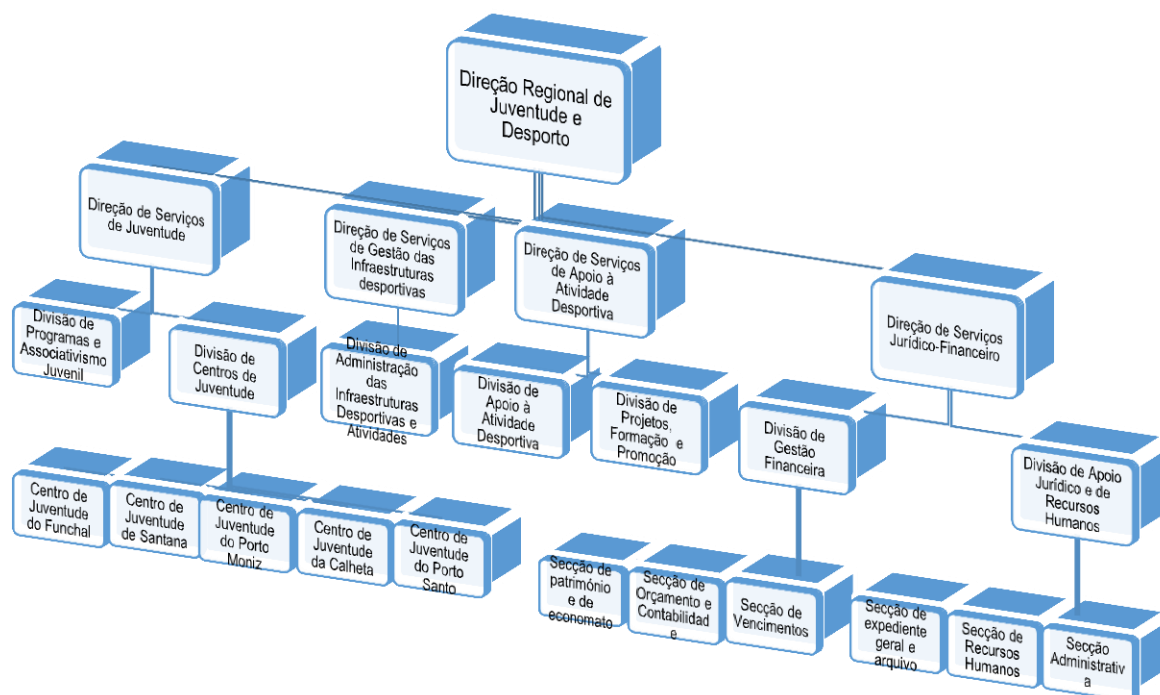 Direção Regional de
Juventude e
Desporto
Direção de Serviços
de Juventude
Direção de Serviços
de Gestão das
Infraestruturas
desportivas
Direção de Serviços
de Apoio à
Atividade
Desportiva
Direção de Serviços
Jurídico-Financeiro
Divisão de
Programas e
Associativismo
Juvenil
Divisão de
Centros de
Juventude
Divisão de
Administração
das
Infraestruturas
Desportivas e
Atividades
Divisão de
Apoio à
Atividade
Desportiva
Divisão de
Projetos,
Formação e
Promoção
Divisão de
Gestão
Financeira
Divisão de Apoio
Jurídico e de
Recursos
Humanos
Centro de
Juventude
do Funchal
Centro de
Juventude
de Santana
Centro de
Juventude
do Porto
Moniz
Centro de
Juventude
da Calheta
Centro de
Juventude
do Porto
Santo
Secção de
património
e de
economato
Secção de
Orçamento e
Contabilidad
e
Secção de
Vencimentos
Secção de
expediente
geral e
arquivo
Secção de
Recursos
Humanos
Secção
Administrativ
a